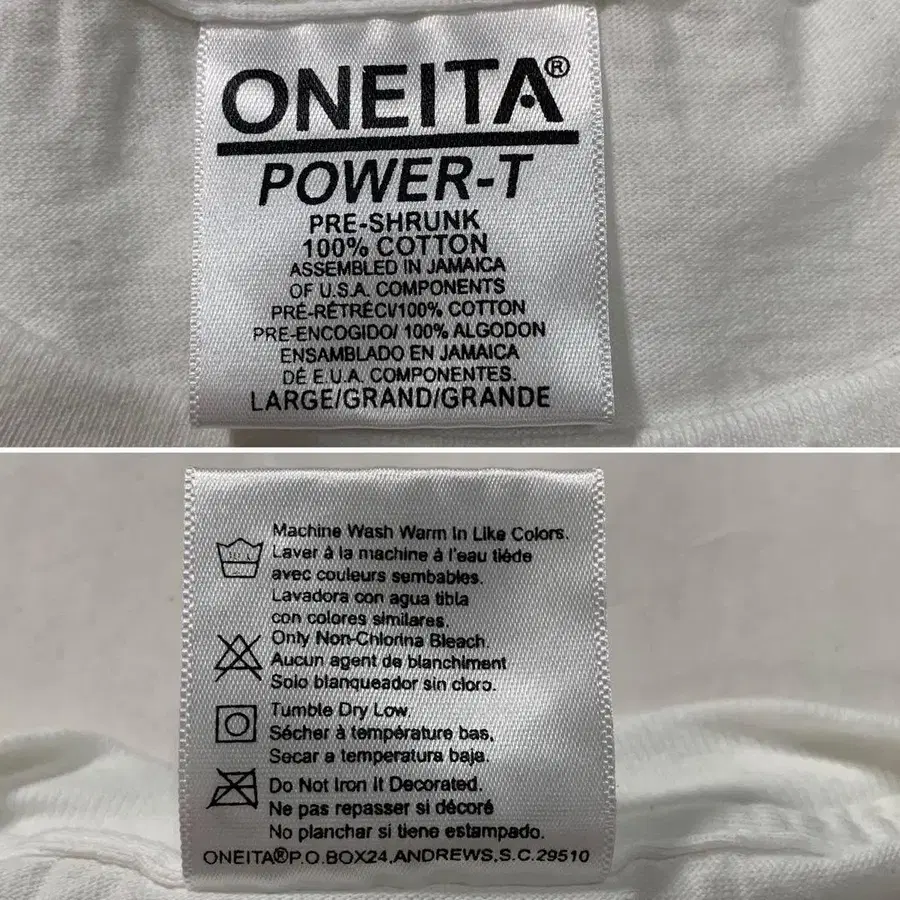 ONEITA®
POWER-T
PRE-SHRUNK
100% COTTON
ASSEMBLED IN JAMAICA
OF U.S.A. COMPONENTS
PRÉ-RÉTRÉCI/100% COTTON
PRE-ENCOGIDO/ 100% ALGODON
ENSAMBLADO EN JAMAICA
DÉ E.U.A. COMPONENTES.
LARGE/GRAND/GRANDE
Machine Wash Warm In Like Colors.
Laver à la machine à l'eau tiède
avec couleurs sembables.
Lavadora con agua tibla
con colores similares.
Only Non-Chlorina Bleach.
Aucun agent de blanchiment
Solo blanqueador sin cloro.
Tumble Dry Low.
Sécher à température bas,
Secar a temperatura baja.
Do Not Iron It Decorated.
Ne pas repasser si décoré
No planchar si tiene estampado.
ONEITA®P.O.BOX24,ANDREWS,S.C.29510